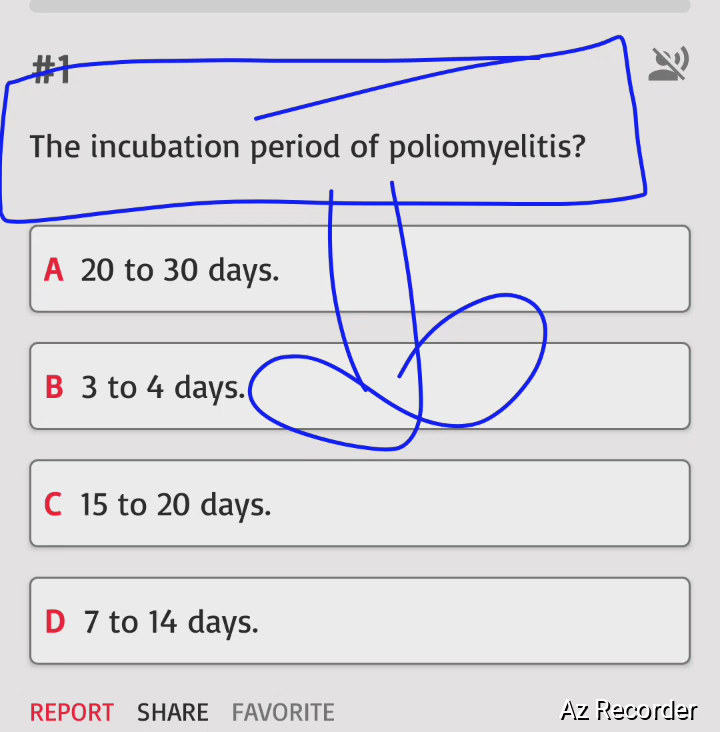 #1
The incubation period of poliomyelitis?
A 20 to 30 days.
B 3 to 4 days.
C 15 to 20 days.
D 7 to 14 days.
REPORT SHARE FAVORITE
Az Recorder